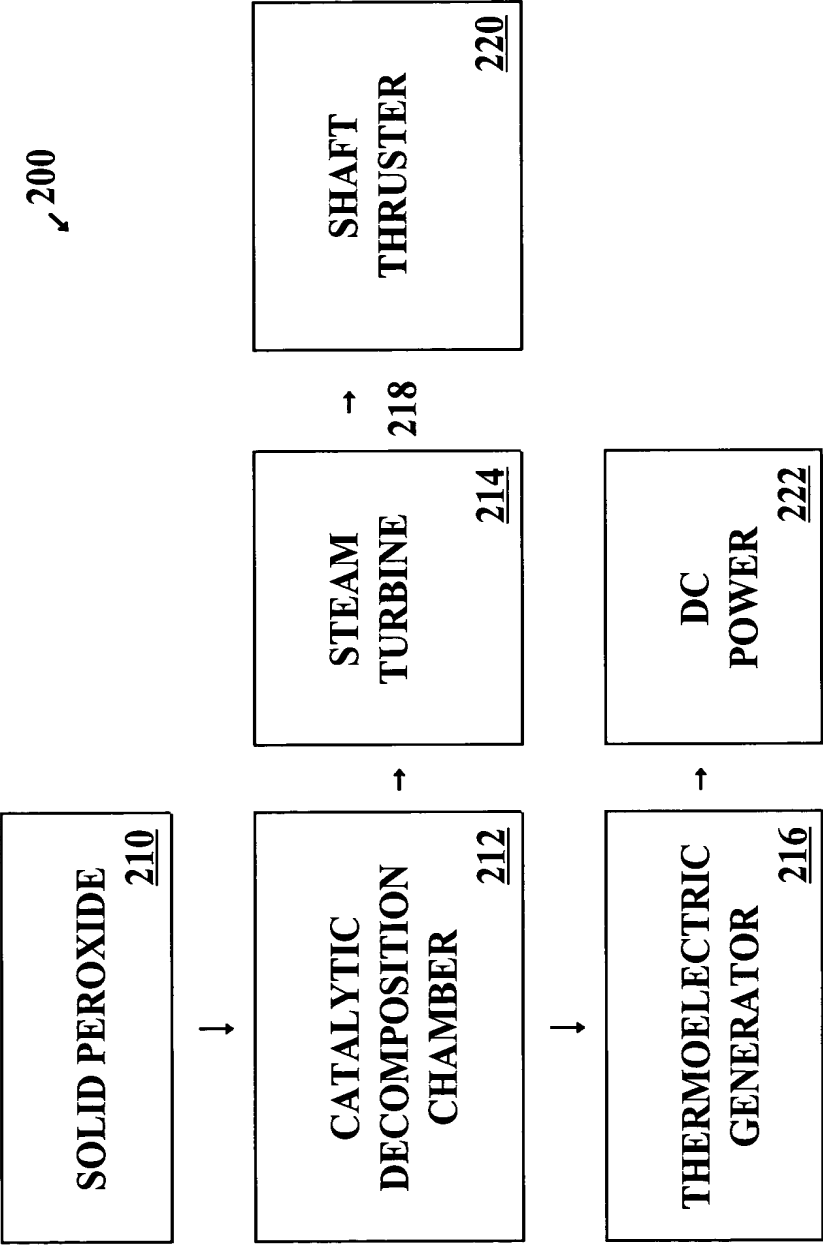 200
SOLID PEROXIDE
210
CATALYTIC
DECOMPOSITION
CHAMBER
212
STEAM
TURBINE
214
218
SHAFT
THRUSTER
220
THERMOELECTRIC
GENERATOR
216
DC
POWER
222